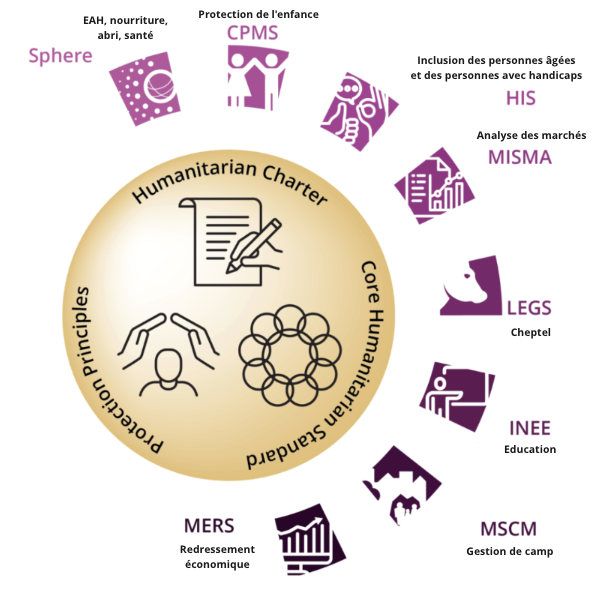 EAH, nourriture,
abri, santé
Sphere
Protection de l'enfance
CPMS
Inclusion des personnes âgées
et des personnes avec handicaps
HIS
Analyse des marchés
MISMA
Humanitarian Charter
Protection Principles
Core Humanitarian Standard
LEGS
Cheptel
INEE
Education
MSCM
Gestion de camp
MERS
Redressement
économique